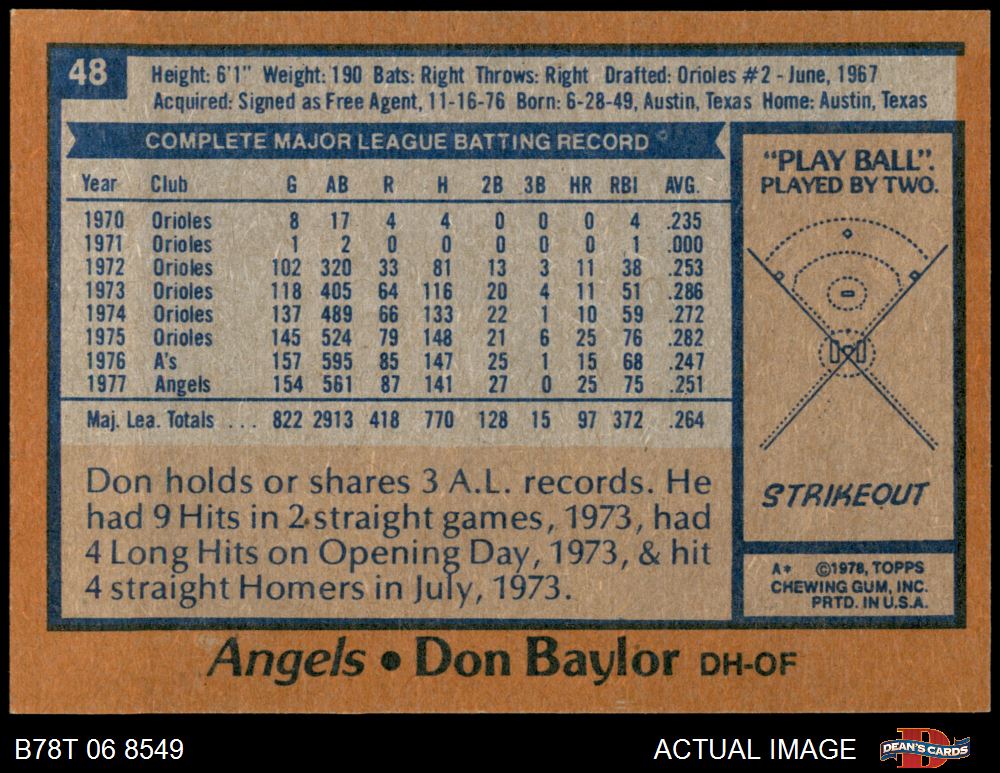 48
Height: 6'1" Weight: 190 Bats: Right Throws: Right Drafted: Orioles #2 - June, 1967
Acquired: Signed as Free Agent, 11-16-76 Born: 6-28-49, Austin, Texas Home: Austin, Texas
COMPLETE MAJOR LEAGUE BATTING RECORD
Year Club G AB R H 2B 3B HR RBI AVG.
1970 Orioles 8 17 4 4 0 0 0 4 .235
1971 Orioles 1 2 0 0 0 0 0 1 .000
1972 Orioles 102 320 33 81 13 3 11 38 .253
1973 Orioles 118 405 64 116 20 4 11 51 .286
1974 Orioles 137 489 66 133 22 1 10 59 .272
1975 Orioles 145 524 79 148 21 6 25 76 .282
1976 A's 157 595 85 147 25 1 15 68 .247
1977 Angels 154 561 87 141 27 0 25 75 .251
Maj. Lea. Totals ... 822 2913 418 770 128 15 97 372 .264
Don holds or shares 3 A.L. records. He
had 9 Hits in 2 straight games, 1973, had
4 Long Hits on Opening Day, 1973, & hit
4 straight Homers in July, 1973.
"PLAY BALL".
PLAYED BY TWO.
STRIKEOUT
A* ©1978, TOPPS
CHEWING GUM, INC.
PRTD. IN U.S.A.
Angels • Don Baylor DH-OF
B78T 06 8549
ACTUAL IMAGE
DEAN'S CARDS